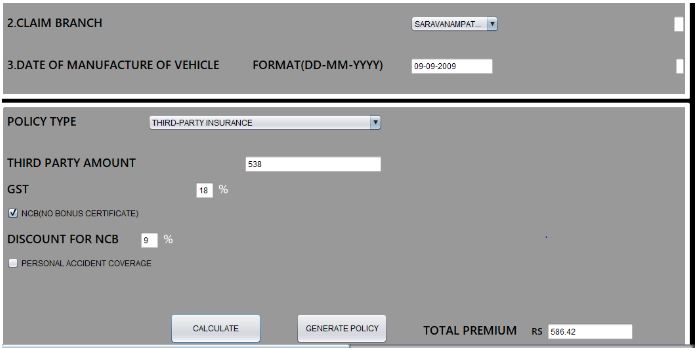 2.CLAIM BRANCH SARAVANAMPAT...
3.DATE OF MANUFACTURE OF VEHICLE FORMAT(DD-MM-YYYY) 09-09-2009
POLICY TYPE THIRD-PARTY INSURANCE
THIRD PARTY AMOUNT 538
GST 18 %
NCB(NO BONUS CERTIFICATE)
DISCOUNT FOR NCB 9 %
PERSONAL ACCIDENT COVERAGE
CALCULATE GENERATE POLICY TOTAL PREMIUM RS 586.42